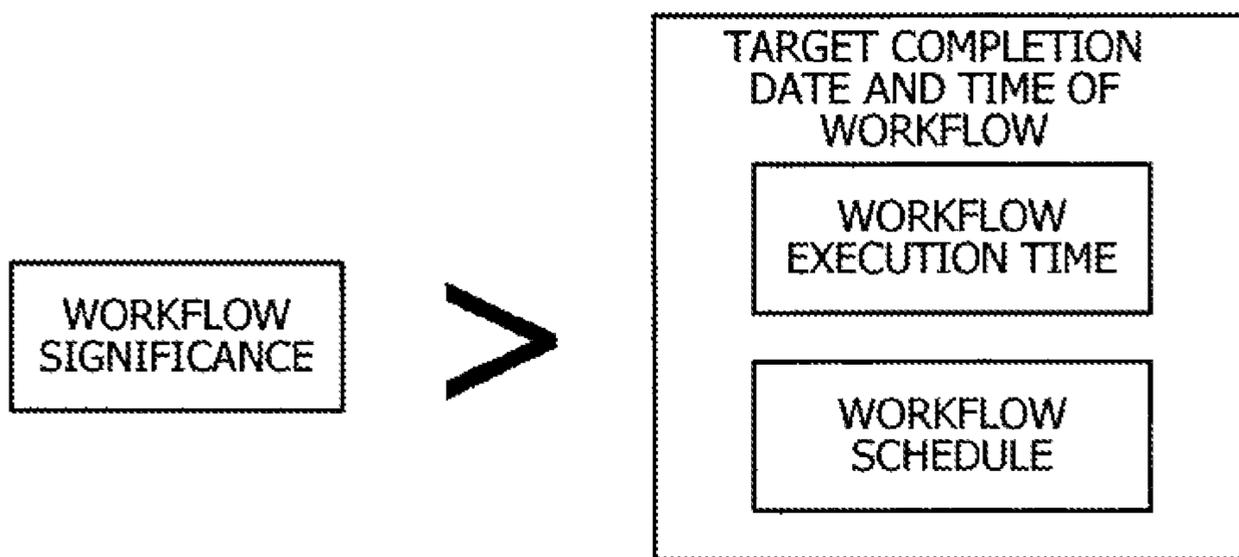 WORKFLOW
SIGNIFICANCE
>
TARGET COMPLETION
DATE AND TIME OF
WORKFLOW
WORKFLOW
EXECUTION TIME
WORKFLOW
SCHEDULE